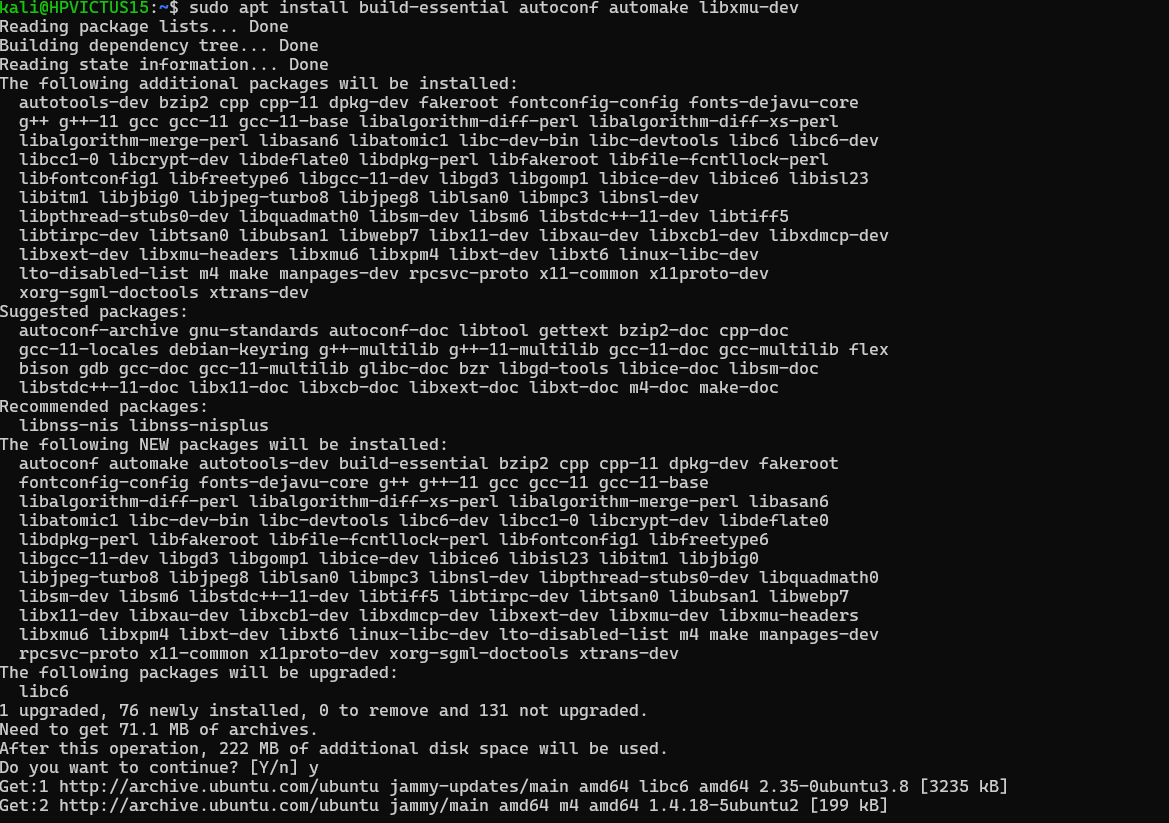 kali@HPVICTUS15:~$ sudo apt install build-essential autoconf automake libxmu-dev
Reading package lists... Done
Building dependency tree... Done
Reading state information... Done
The following additional packages will be installed:
  autotools-dev bzip2 cpp cpp-11 dpkg-dev fakeroot fontconfig-config fonts-dejavu-core
  g++ g++-11 gcc gcc-11 gcc-11-base libalgorithm-diff-perl libalgorithm-diff-xs-perl
  libalgorithm-merge-perl libasan6 libatomic1 libc-dev-bin libc-devtools libc6 libc6-dev
  libcc1-0 libcrypt-dev libdeflate0 libdpkg-perl libfakeroot libfile-fcntllock-perl
  libfontconfig1 libfreetype6 libgcc-11-dev libgd3 libgomp1 libice-dev libice6 libisl23
  libitm1 libjbig0 libjpeg-turbo8 libjpeg8 liblsan0 libmpc3 libnsl-dev
  libpthread-stubs0-dev libquadmath0 libsm-dev libsm6 libstdc++-11-dev libtiff5
  libtirpc-dev libtsan0 libubsan1 libwebp7 libx11-dev libxau-dev libxcb1-dev libxdmcp-dev
  libxext-dev libxmu-headers libxmu6 libxpm4 libxt-dev libxt6 linux-libc-dev
  lto-disabled-list m4 make manpages-dev rpcsvc-proto x11-common x11proto-dev
  xorg-sgml-doctools xtrans-dev
Suggested packages:
  autoconf-archive gnu-standards autoconf-doc libtool gettext bzip2-doc cpp-doc
  gcc-11-locales debian-keyring g++-multilib g++-11-multilib gcc-11-doc gcc-multilib flex
  bison gdb gcc-doc gcc-11-multilib glibc-doc bzr libgd-tools libice-doc libsm-doc
  libstdc++-11-doc libx11-doc libxcb-doc libxext-doc libxt-doc m4-doc make-doc
Recommended packages:
  libnss-nis libnss-nisplus
The following NEW packages will be installed:
  autoconf automake autotools-dev build-essential bzip2 cpp cpp-11 dpkg-dev fakeroot
  fontconfig-config fonts-dejavu-core g++ g++-11 gcc gcc-11 gcc-11-base
  libalgorithm-diff-perl libalgorithm-diff-xs-perl libalgorithm-merge-perl libasan6
  libatomic1 libc-dev-bin libc-devtools libc6-dev libcc1-0 libcrypt-dev libdeflate0
  libdpkg-perl libfakeroot libfile-fcntllock-perl libfontconfig1 libfreetype6
  libgcc-11-dev libgd3 libgomp1 libice-dev libice6 libisl23 libitm1 libjbig0
  libjpeg-turbo8 libjpeg8 liblsan0 libmpc3 libnsl-dev libpthread-stubs0-dev libquadmath0
  libsm-dev libsm6 libstdc++-11-dev libtiff5 libtirpc-dev libtsan0 libubsan1 libwebp7
  libx11-dev libxau-dev libxcb1-dev libxdmcp-dev libxext-dev libxmu-dev libxmu-headers
  libxmu6 libxpm4 libxt-dev libxt6 linux-libc-dev lto-disabled-list m4 make manpages-dev
  rpcsvc-proto x11-common x11proto-dev xorg-sgml-doctools xtrans-dev
The following packages will be upgraded:
  libc6
1 upgraded, 76 newly installed, 0 to remove and 131 not upgraded.
Need to get 71.1 MB of archives.
After this operation, 222 MB of additional disk space will be used.
Do you want to continue? [Y/n] y
Get:1 http://archive.ubuntu.com/ubuntu jammy-updates/main amd64 libc6 amd64 2.35-0ubuntu3.8 [3235 kB]
Get:2 http://archive.ubuntu.com/ubuntu jammy/main amd64 m4 amd64 1.4.18-5ubuntu2 [199 kB]